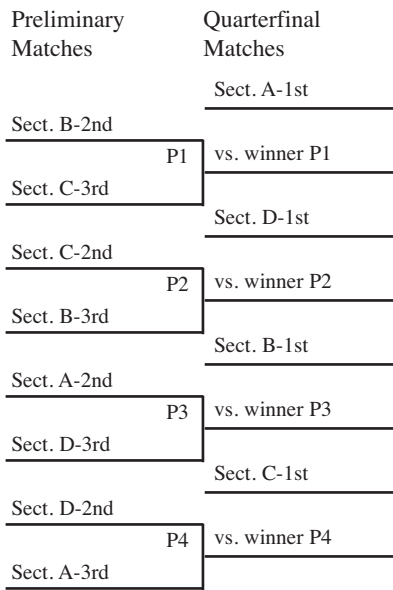 Preliminary
Matches
Quarterfinal
Matches
Sect. A-1st
Sect. B-2nd
P1
vs. winner P1
Sect. C-3rd
Sect. D-1st
Sect. C-2nd
P2
vs. winner P2
Sect. B-3rd
Sect. B-1st
Sect. A-2nd
P3
vs. winner P3
Sect. D-3rd
Sect. C-1st
Sect. D-2nd
P4
vs. winner P4
Sect. A-3rd